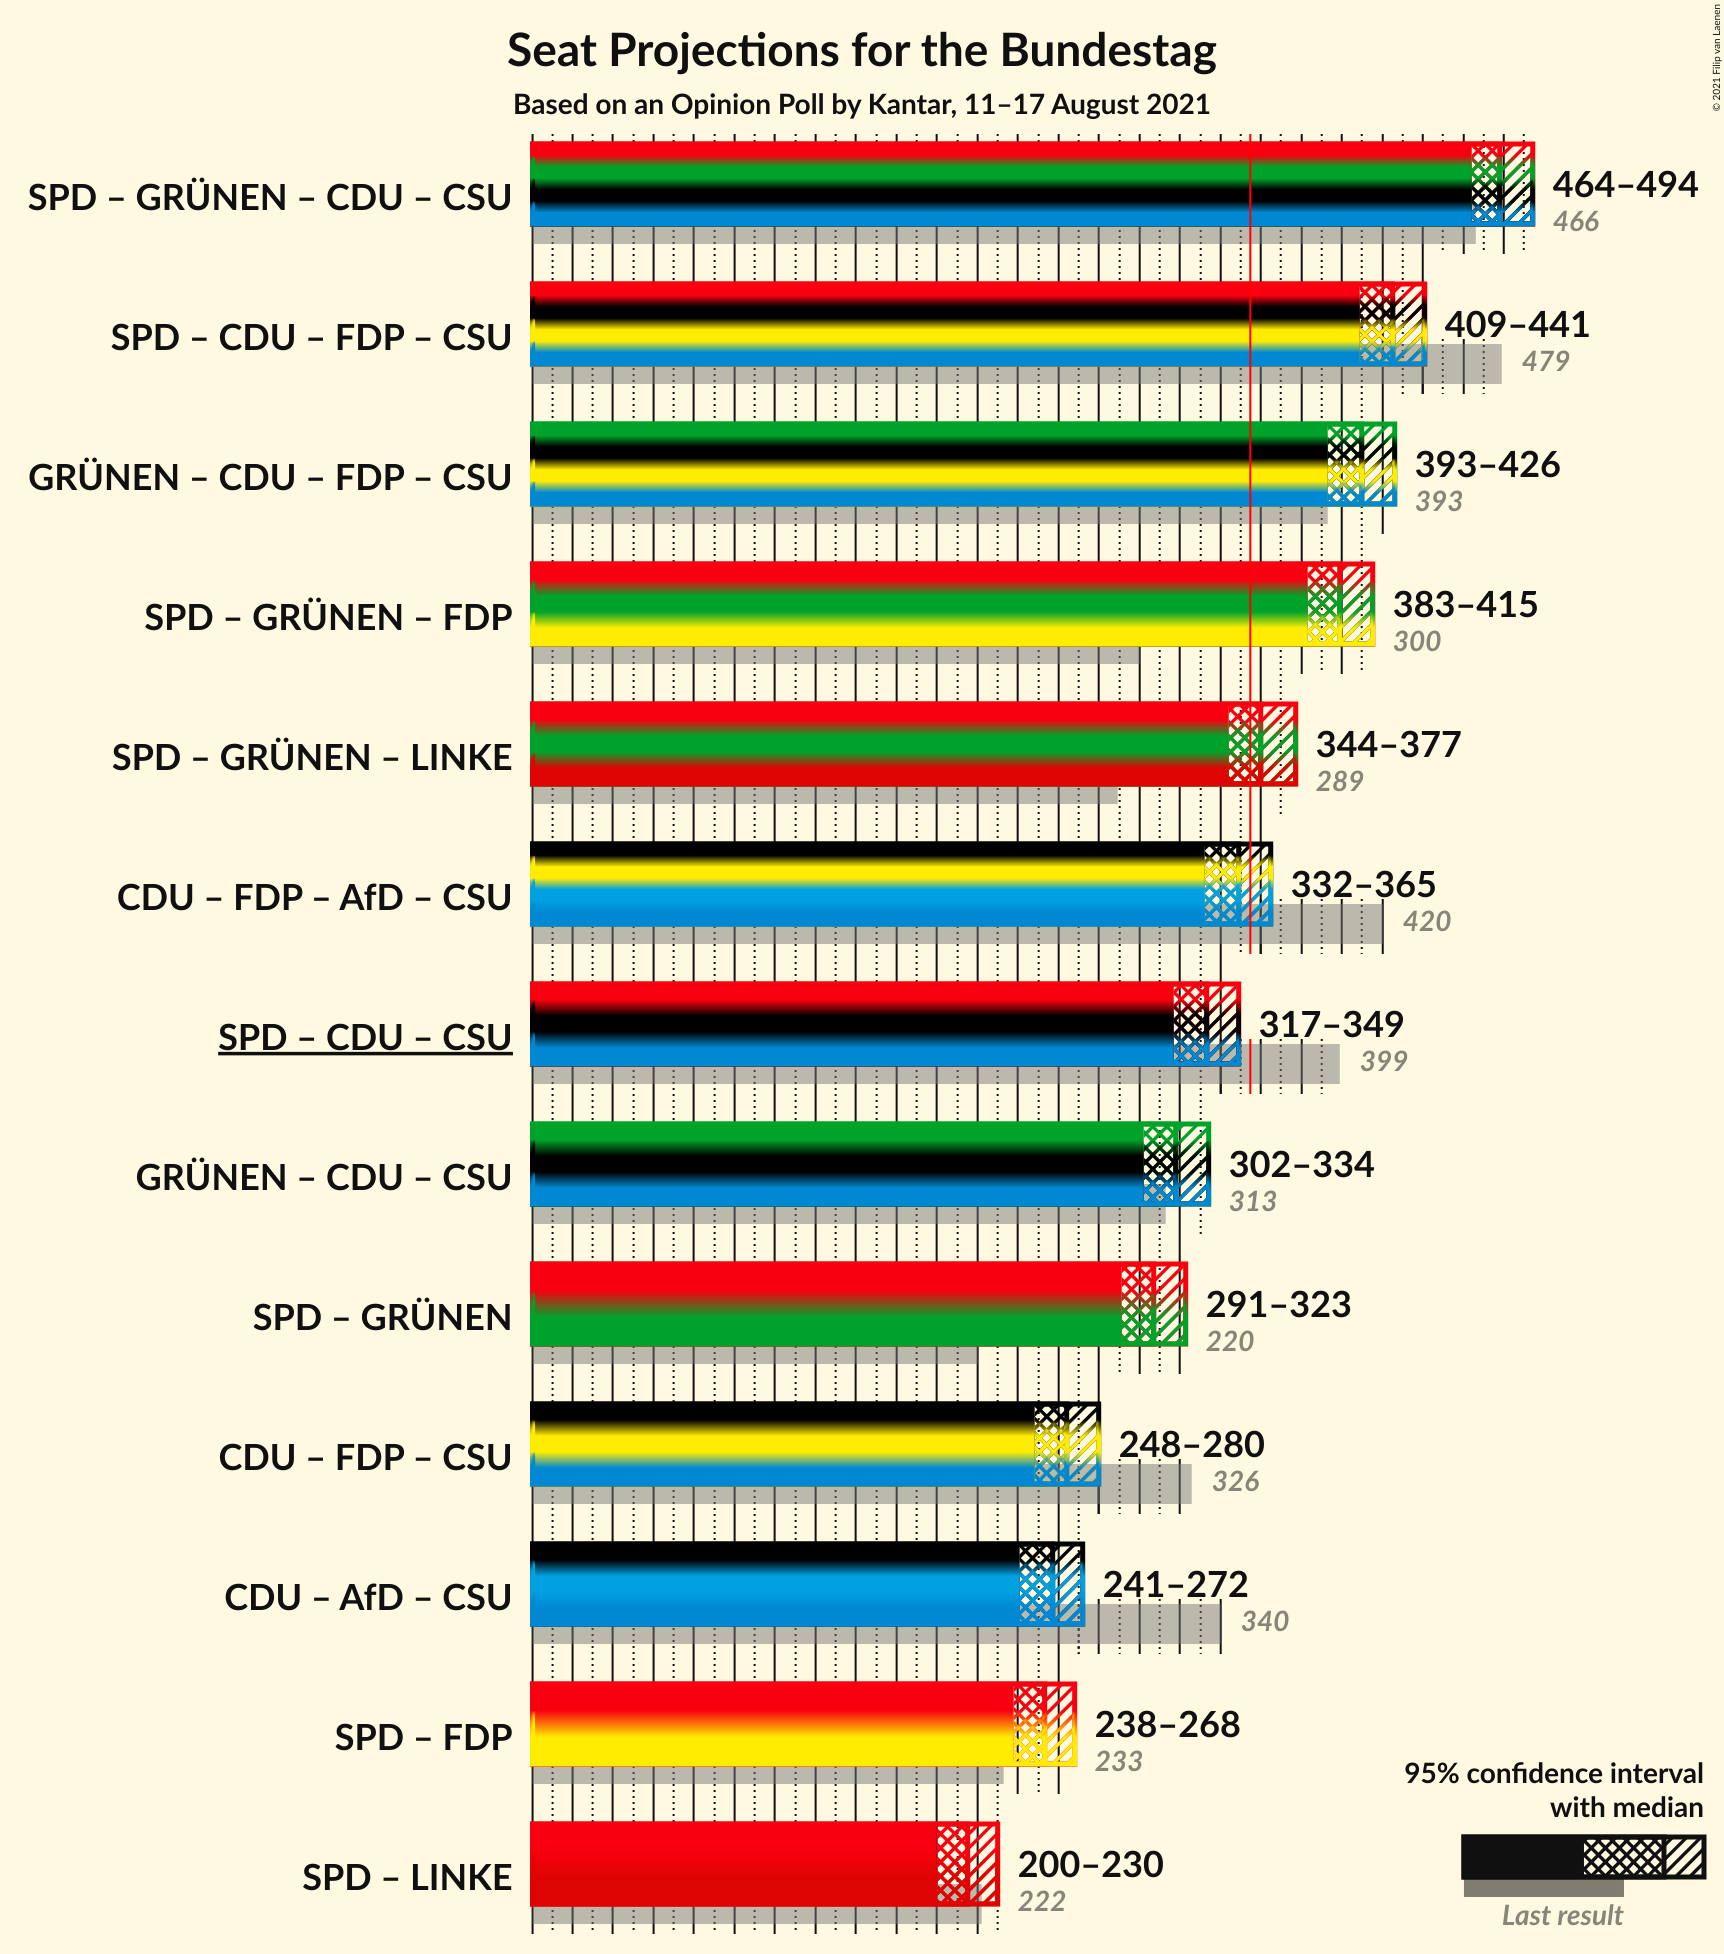 Seat Projections for the Bundestag
Based on an Opinion Poll by Kantar, 11–17 August 2021
© 2021 Filip van Laenen
SPD – GRÜNEN – CDU – CSU
464–494
466
SPD – CDU – FDP – CSU
409–441
479
GRÜNEN – CDU – FDP – CSU
393–426
393
SPD – GRÜNEN – FDP
383–415
300
SPD – GRÜNEN – LINKE
344–377
289
CDU – FDP – AfD – CSU
332–365
420
SPD – CDU – CSU
317–349
399
GRÜNEN – CDU – CSU
302–334
313
SPD – GRÜNEN
291–323
220
CDU – FDP – CSU
248–280
326
CDU – AfD – CSU
241–272
340
SPD – FDP
238–268
233
SPD – LINKE
200–230
222
95% confidence interval
with median
Last result